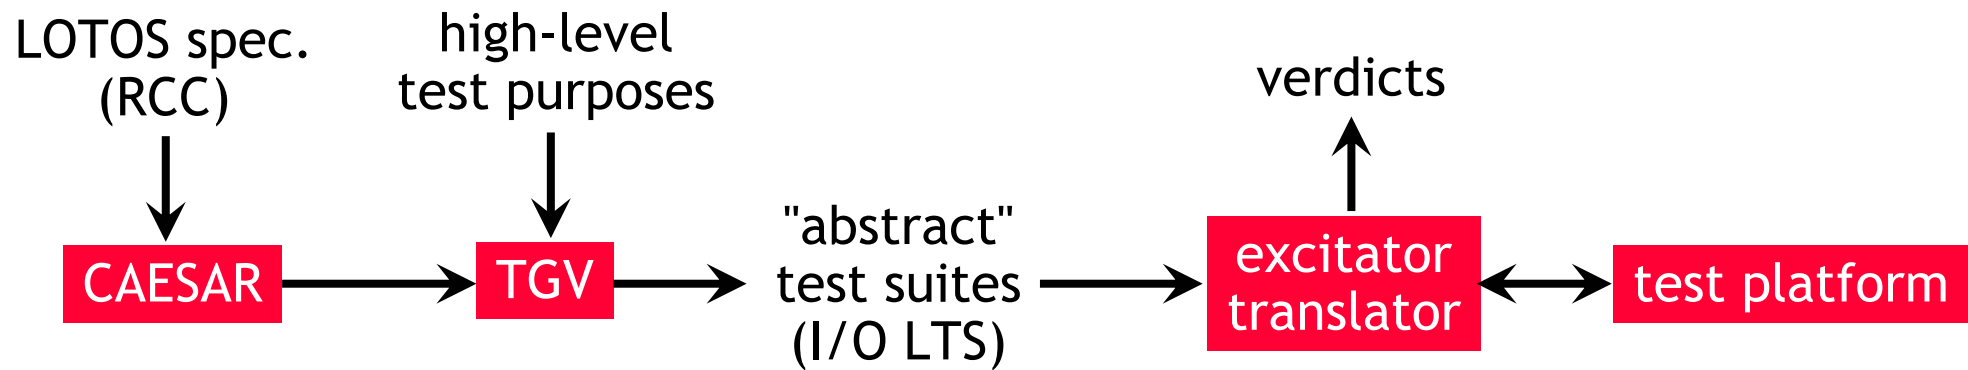 LOTOS spec.
(RCC)
high-level
test purposes
verdicts
CAESAR
TGV
"abstract"
test suites
(I/O LTS)
excitator
translator
test platform